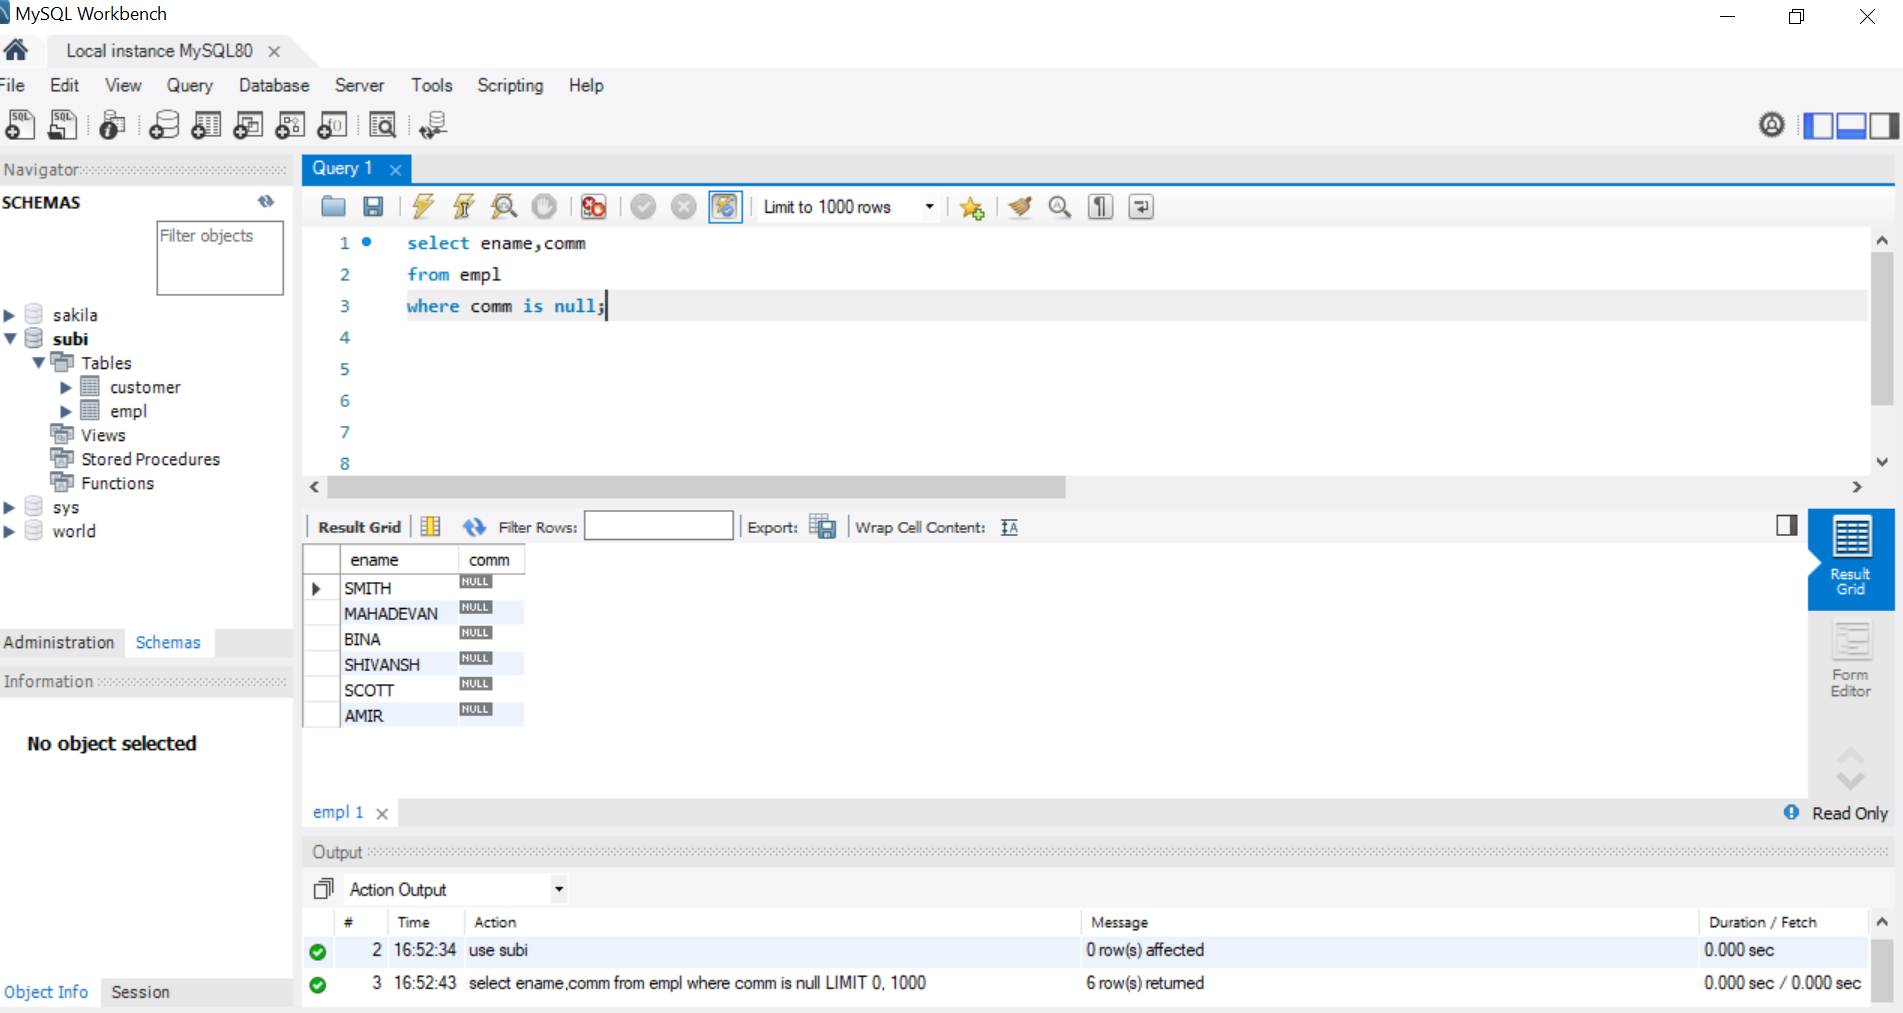 MySQL Workbench
Local instance MySQL80
File Edit View Query Database Server Tools Scripting Help
Navigator
SCHEMAS
Filter objects
sakila
subi
Tables
customer
empl
Views
Stored Procedures
Functions
sys
world
Administration Schemas
Information
No object selected
Object Info Session
Query 1
Limit to 1000 rows
1 select ename,comm
2 from empl
3 where comm is null;
4
5
6
7
8
Result Grid Filter Rows: Export: Wrap Cell Content:
ename comm
SMITH NULL
MAHADEVAN NULL
BINA NULL
SHIVANSH NULL
SCOTT NULL
AMIR NULL
Result
Grid
Form
Editor
empl 1
Read Only
Output
Action Output
# Time Action Message Duration / Fetch
2 16:52:34 use subi 0 row(s) affected 0.000 sec
3 16:52:43 select ename,comm from empl where comm is null LIMIT 0, 1000 6 row(s) returned 0.000 sec / 0.000 sec